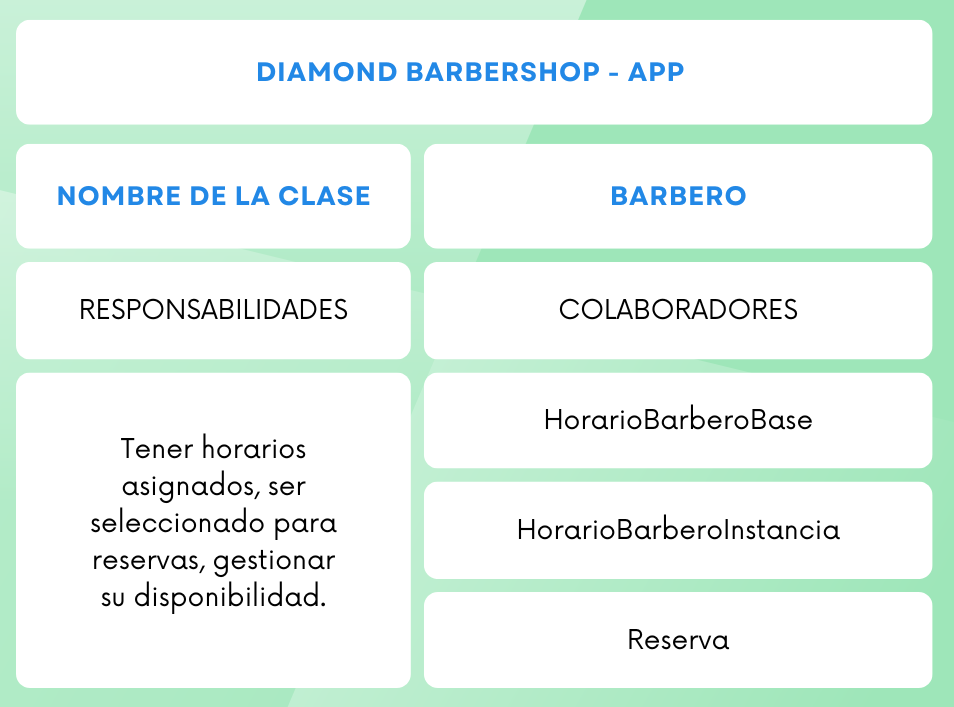 DIAMOND BARBERSHOP - APP
NOMBRE DE LA CLASE
BARBERO
RESPONSABILIDADES
COLABORADORES
Tener horarios
asignados, ser
seleccionado para
reservas, gestionar
su disponibilidad.
HorarioBarberoBase
HorarioBarberoInstancia
Reserva